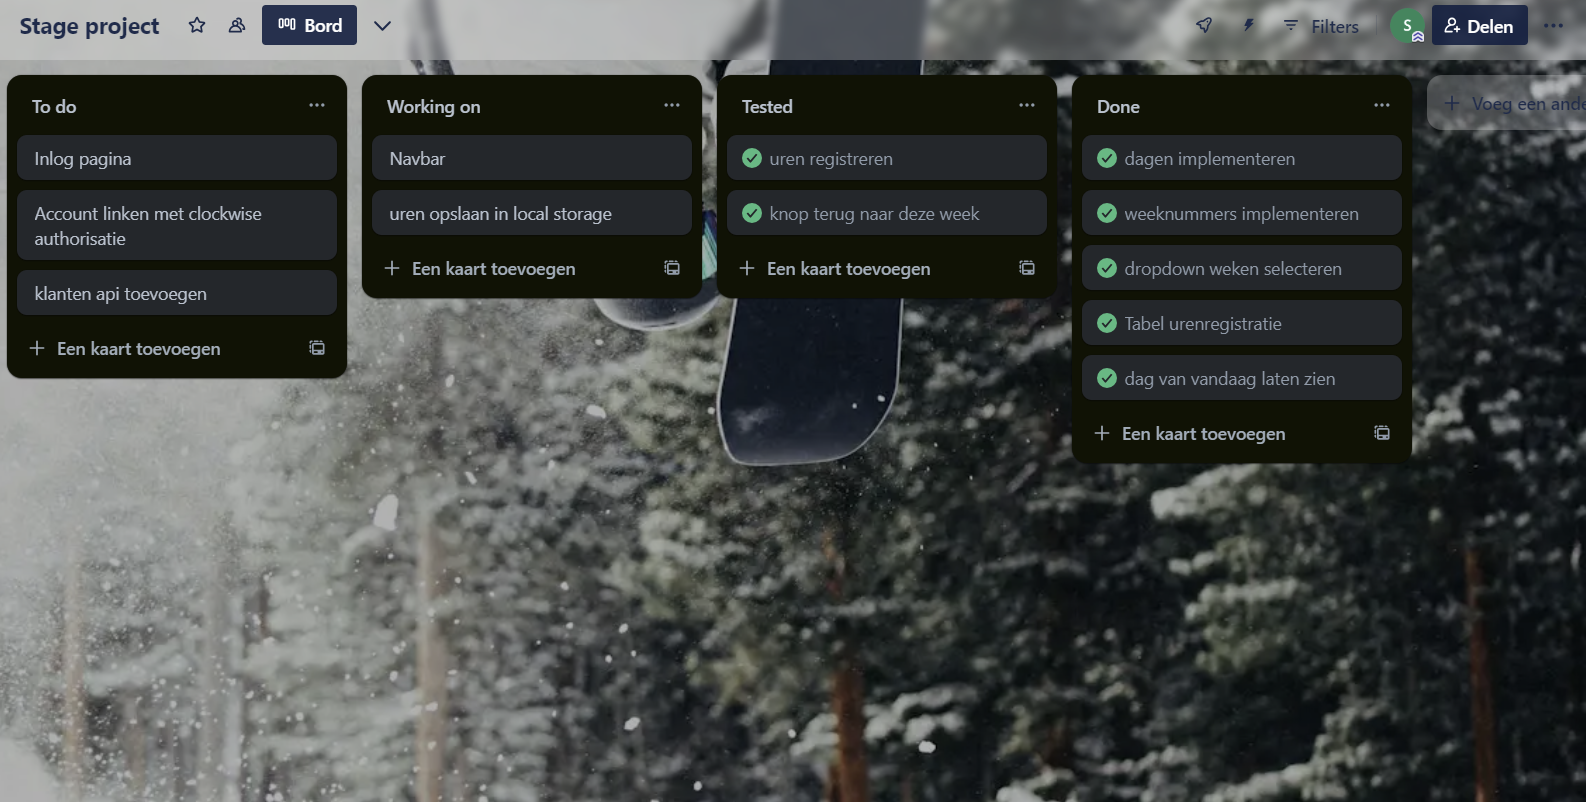 Stage project
Bord
Filters
S
Delen
To do
Inlog pagina
Account linken met clockwise
authorisatie
klanten api toevoegen
Een kaart toevoegen
Working on
Navbar
uren opslaan in local storage
Een kaart toevoegen
Tested
uren registreren
knop terug naar deze week
Een kaart toevoegen
Done
dagen implementeren
weeknummers implementeren
dropdown weken selecteren
Tabel urenregistratie
dag van vandaag laten zien
Een kaart toevoegen
Voeg een ande